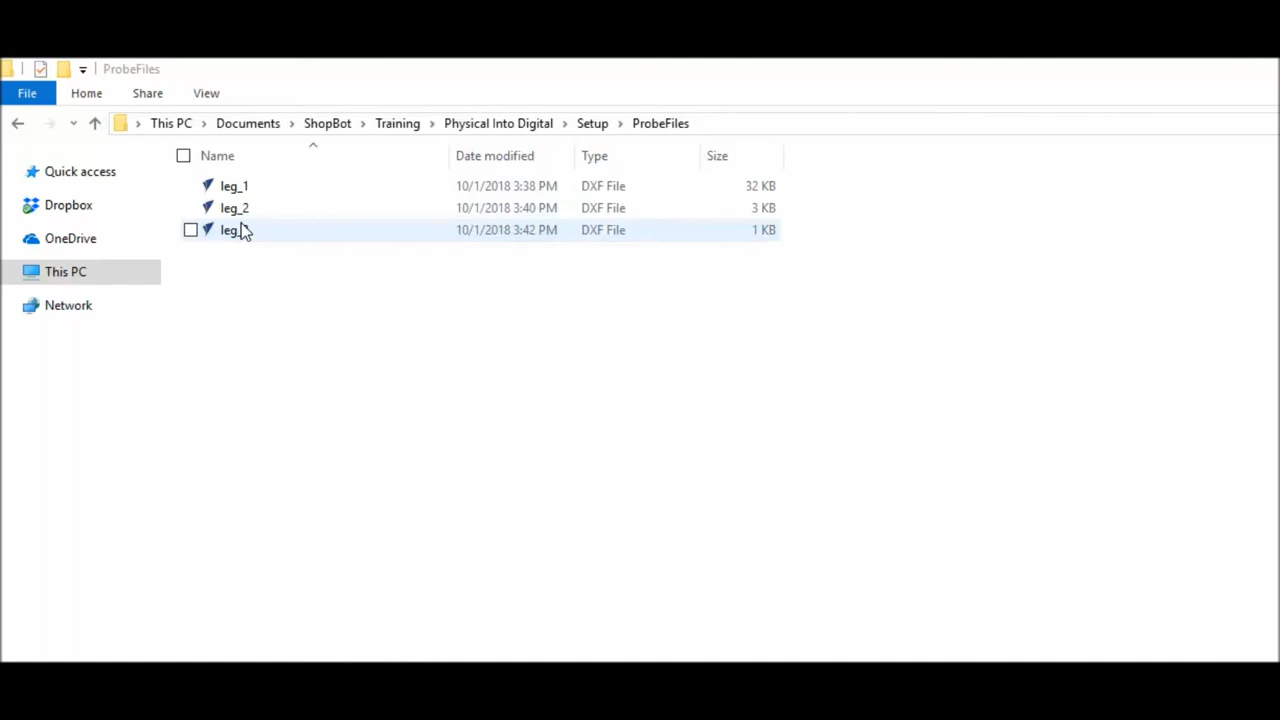 ProbeFiles
File Home Share View
This PC Documents ShopBot Training Physical Into Digital Setup ProbeFiles
Name Date modified Type Size
Quick access
Dropbox
OneDrive
This PC
Network
leg_1 10/1/2018 3:38 PM DXF File 32 KB
leg_2 10/1/2018 3:40 PM DXF File 3 KB
10/1/2018 3:42 PM DXF File 1 KB